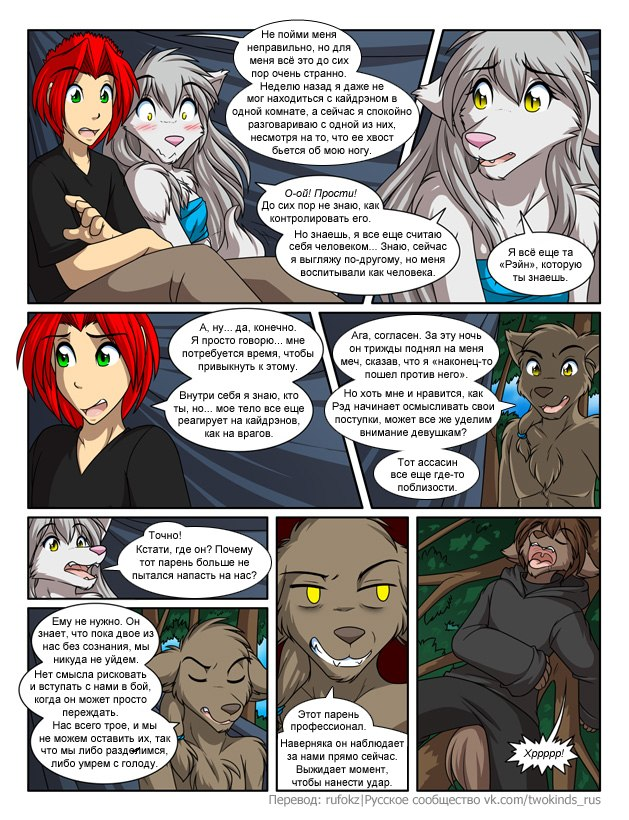 Не пойми меня
неправильно, но для
меня всё это до сих
пор очень странно.
Неделю назад я даже не
мог находиться с кайдрэном в
одной комнате, а сейчас я спокойно
разговариваю с одной из них,
несмотря на то, что ее хвост
бьется об мою ногу.
О-ой! Прости!
До сих пор не знаю, как
контролировать его.
Но знаешь, я все еще считаю
себя человеком... Знаю, сейчас
я выгляжу по-другому, но меня
воспитывали как человека.
Я всё еще та
«Рэйн», которую
ты знаешь.
А, ну... да, конечно.
Я просто говорю... мне
потребуется время, чтобы
привыкнуть к этому.
Внутри себя я знаю, кто
ты, но... мое тело все еще
реагирует на кайдрэнов,
как на врагов.
Ага, согласен. За эту ночь
он трижды поднял на меня
меч, сказав, что я «наконец-то
пошел против него».
Но хоть мне и нравится, как
Рэд начинает осмысливать свои
поступки, может все же уделим
внимание девушкам?
Тот ассасин
все еще где-то
поблизости.
Точно!
Кстати, где он? Почему
тот парень больше не
пытался напасть на нас?
Ему не нужно. Он
знает, что пока двое из
нас без сознания, мы
никуда не уйдем.
Нет смысла рисковать
и вступать с нами в бой,
когда он может просто
переждать.
Нас всего трое, и мы
не можем оставить их, так
что мы либо разделимся,
либо умрем с голоду.
Этот парень
профессионал.
Наверняка он наблюдает
за нами прямо сейчас.
Выжидает момент,
чтобы нанести удар.
Хррррр!
Перевод: rufokz|Русское сообщество vk.com/twokinds_rus